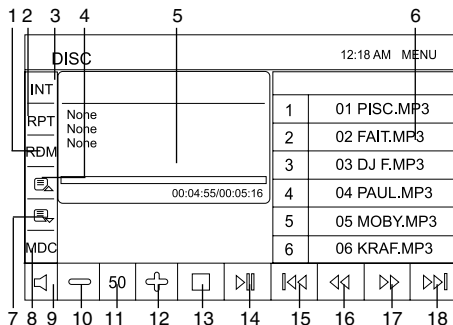 1 2 3 4 5 6
DISC 12:18 AM MENU
INT
RPT
RDM
MDC
None
None
None
00:04:55/00:05:16
1 01 PISC.MP3
2 02 FAIT.MP3
3 03 DJ F.MP3
4 04 PAUL.MP3
5 05 MOBY.MP3
6 06 KRAF.MP3
50
7 8 9 10 11 12 13 14 15 16 17 18